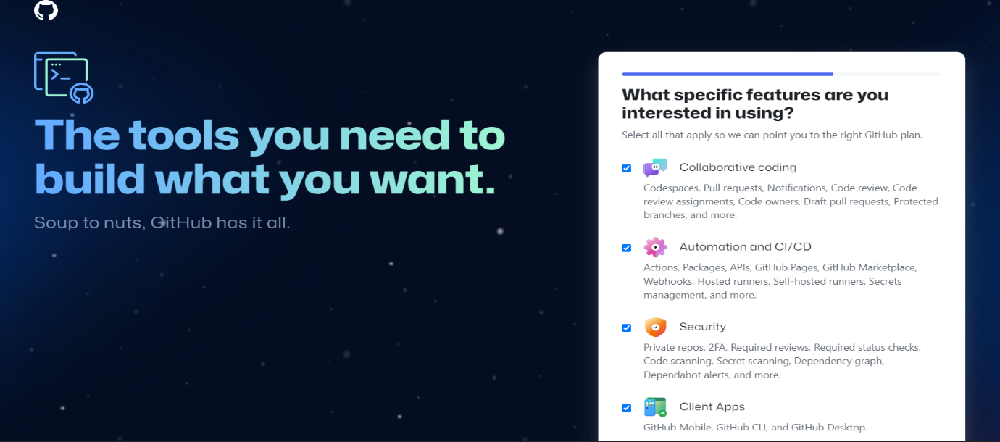 The tools you need to
build what you want.
Soup to nuts, GitHub has it all.
What specific features are you
interested in using?
Select all that apply so we can point you to the right GitHub plan.
Collaborative coding
Codespaces, Pull requests, Notifications, Code review, Code
review assignments, Code owners, Draft pull requests, Protected
branches, and more.
Automation and CI/CD
Actions, Packages, APIs, GitHub Pages, GitHub Marketplace,
Webhooks, Hosted runners, Self-hosted runners, Secrets
management, and more.
Security
Private repos, 2FA, Required reviews, Required status checks,
Code scanning, Secret scanning, Dependency graph,
Dependabot alerts, and more.
Client Apps
GitHub Mobile, GitHub CLI, and GitHub Desktop.